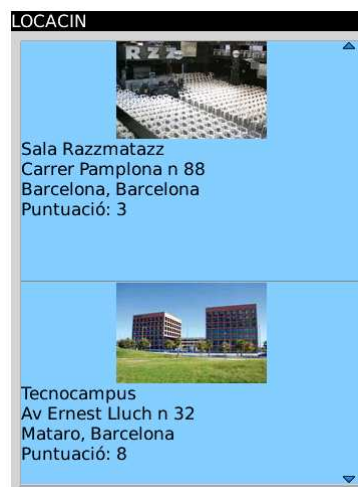 LOCACIN
RZZ
Sala Razzmatazz
Carrer Pamplona n 88
Barcelona, Barcelona
Puntuació: 3
Tecnocampus
Av Ernest Lluch n 32
Mataro, Barcelona
Puntuació: 8